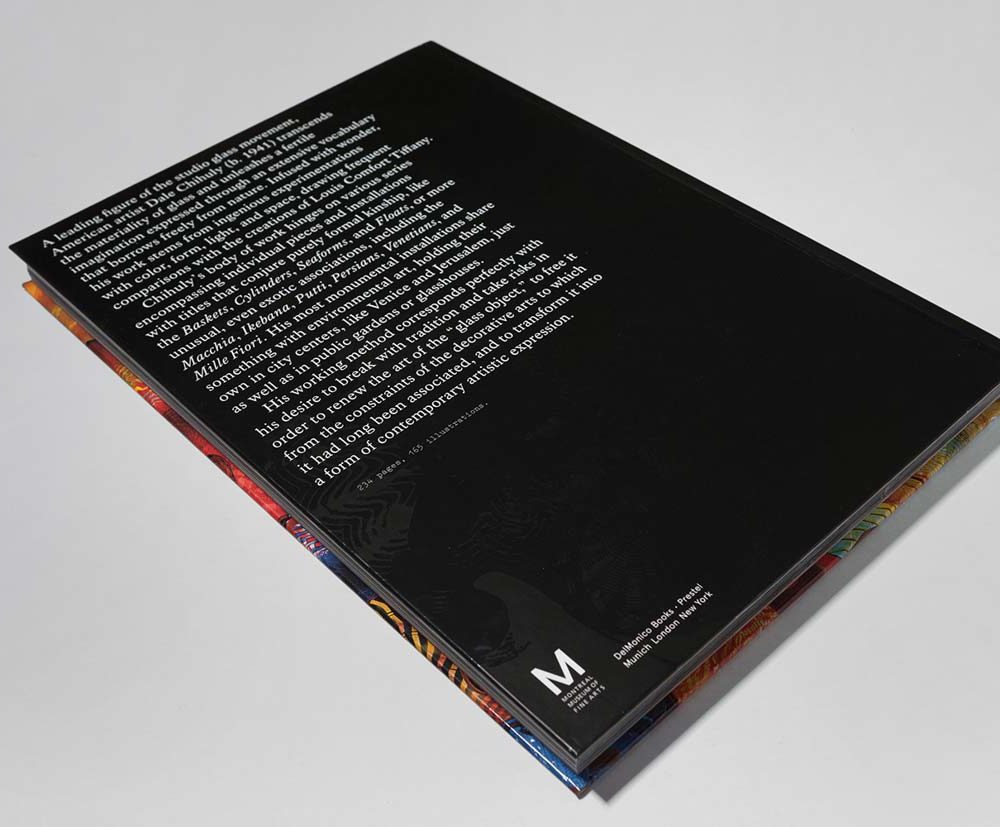 A leading figure of the studio glass movement,
American artist Dale Chihuly (b. 1941) transcends
the materiality of glass and unleashes a fertile
imagination expressed through an extensive vocabulary
that borrows freely from nature. Infused with wonder,
his work stems from ingenious experimentations
with color, form, light, and space, drawing frequent
comparisons with the creations of Louis Comfort Tiffany.
Chihuly's body of work hinges on various series
encompassing individual pieces and installations
with titles that conjure purely formal kinship, like
the Baskets, Cylinders, Seaforms, and Floats, or more
unusual, even exotic associations, including the
Macchia, Ikebana, Putti, Persians, Venetians, and
Mille Fiori. His most monumental installations share
something with environmental art, holding their
own in city centers, like Venice and Jerusalem, just
as well as in public gardens or glasshouses.
His working method corresponds perfectly with
his desire to break with tradition and take risks in
order to renew the art of the “glass object” to free it
from the constraints of the decorative arts to which
it had long been associated, and to transform it into
a form of contemporary artistic expression.
234 pages, 165 illustrations.
M
MONTREAL
MUSEUM OF
FINE ARTS
DelMonico Books · Prestel
Munich London New York